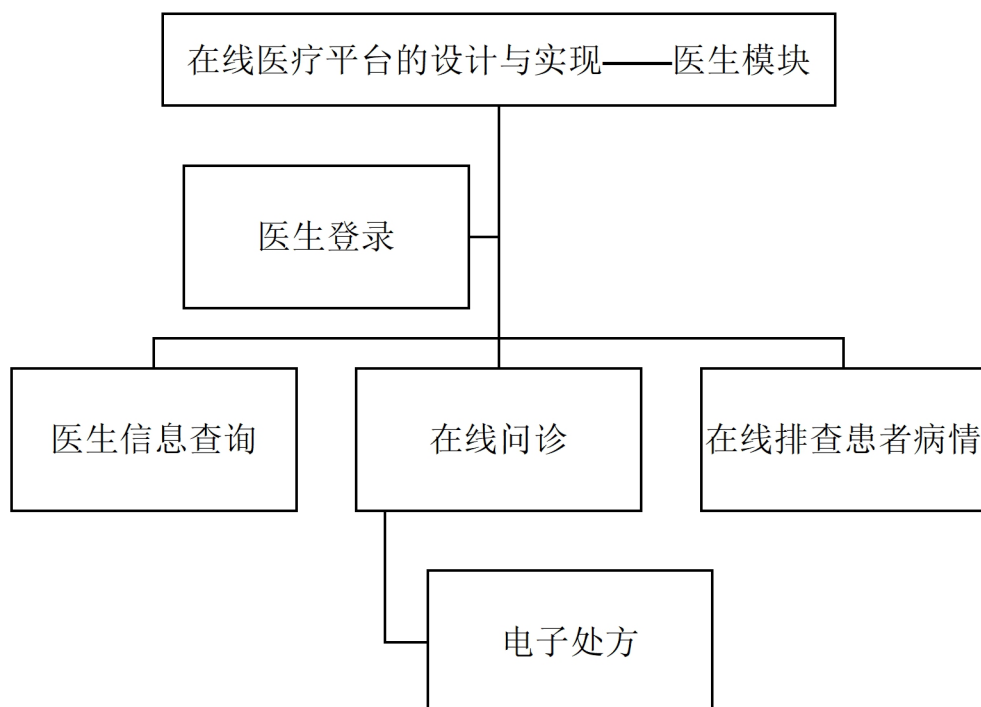 在线医疗平台的设计与实现——医生模块
医生登录
医生信息查询
在线问诊
在线排查患者病情
电子处方